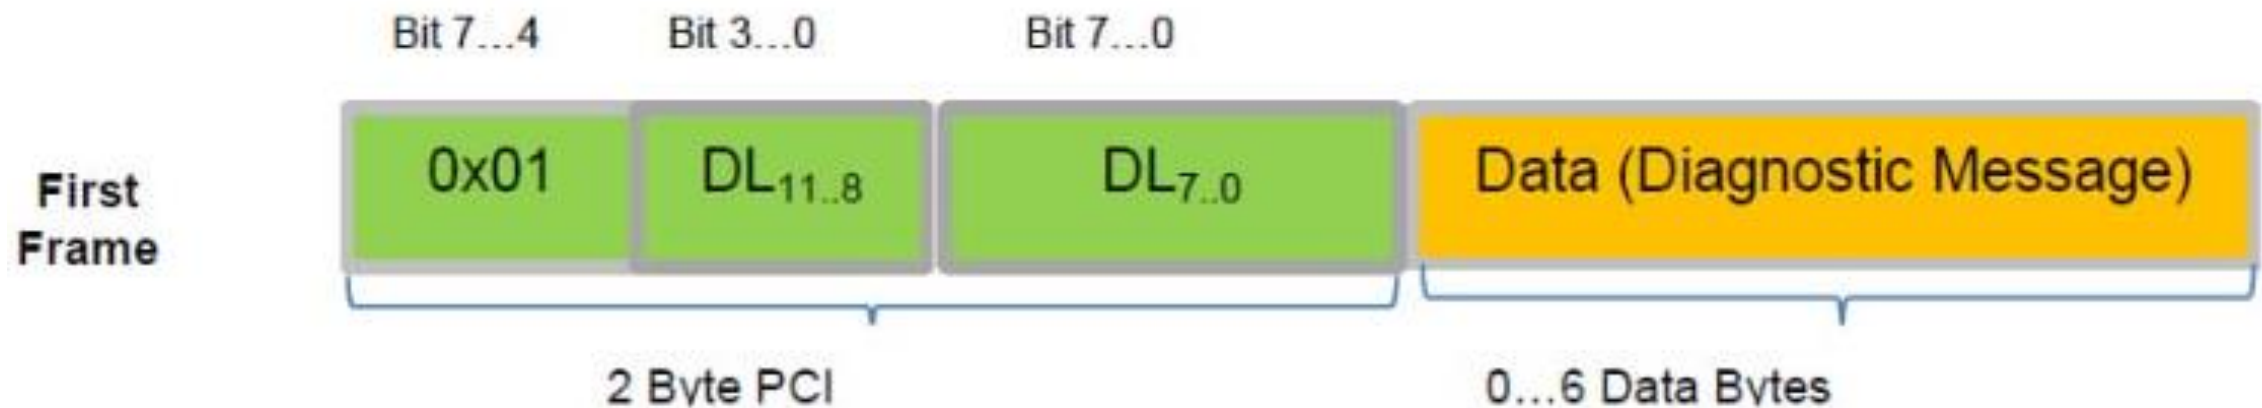 Bit 7...4 Bit 3...0 Bit 7...0
First
Frame
0x01 DL11..8 DL7..0 Data (Diagnostic Message)
2 Byte PCI 0...6 Data Bytes